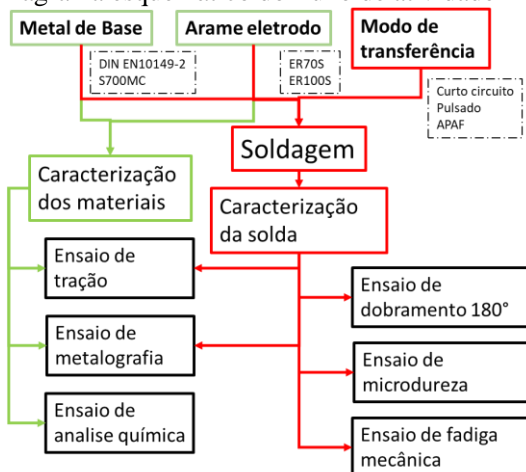 Metal de Base
Arame eletrodo
Modo de
transferência
DIN EN10149-2
S700MC
ER70S
ER100S
Curto circuito
Pulsado
APAF
Soldagem
Caracterização
dos materiais
Caracterização
da solda
Ensaio de
tração
Ensaio de
dobramento 180°
Ensaio de
metalografia
Ensaio de
microdureza
Ensaio de
analise química
Ensaio de fadiga
mecânica